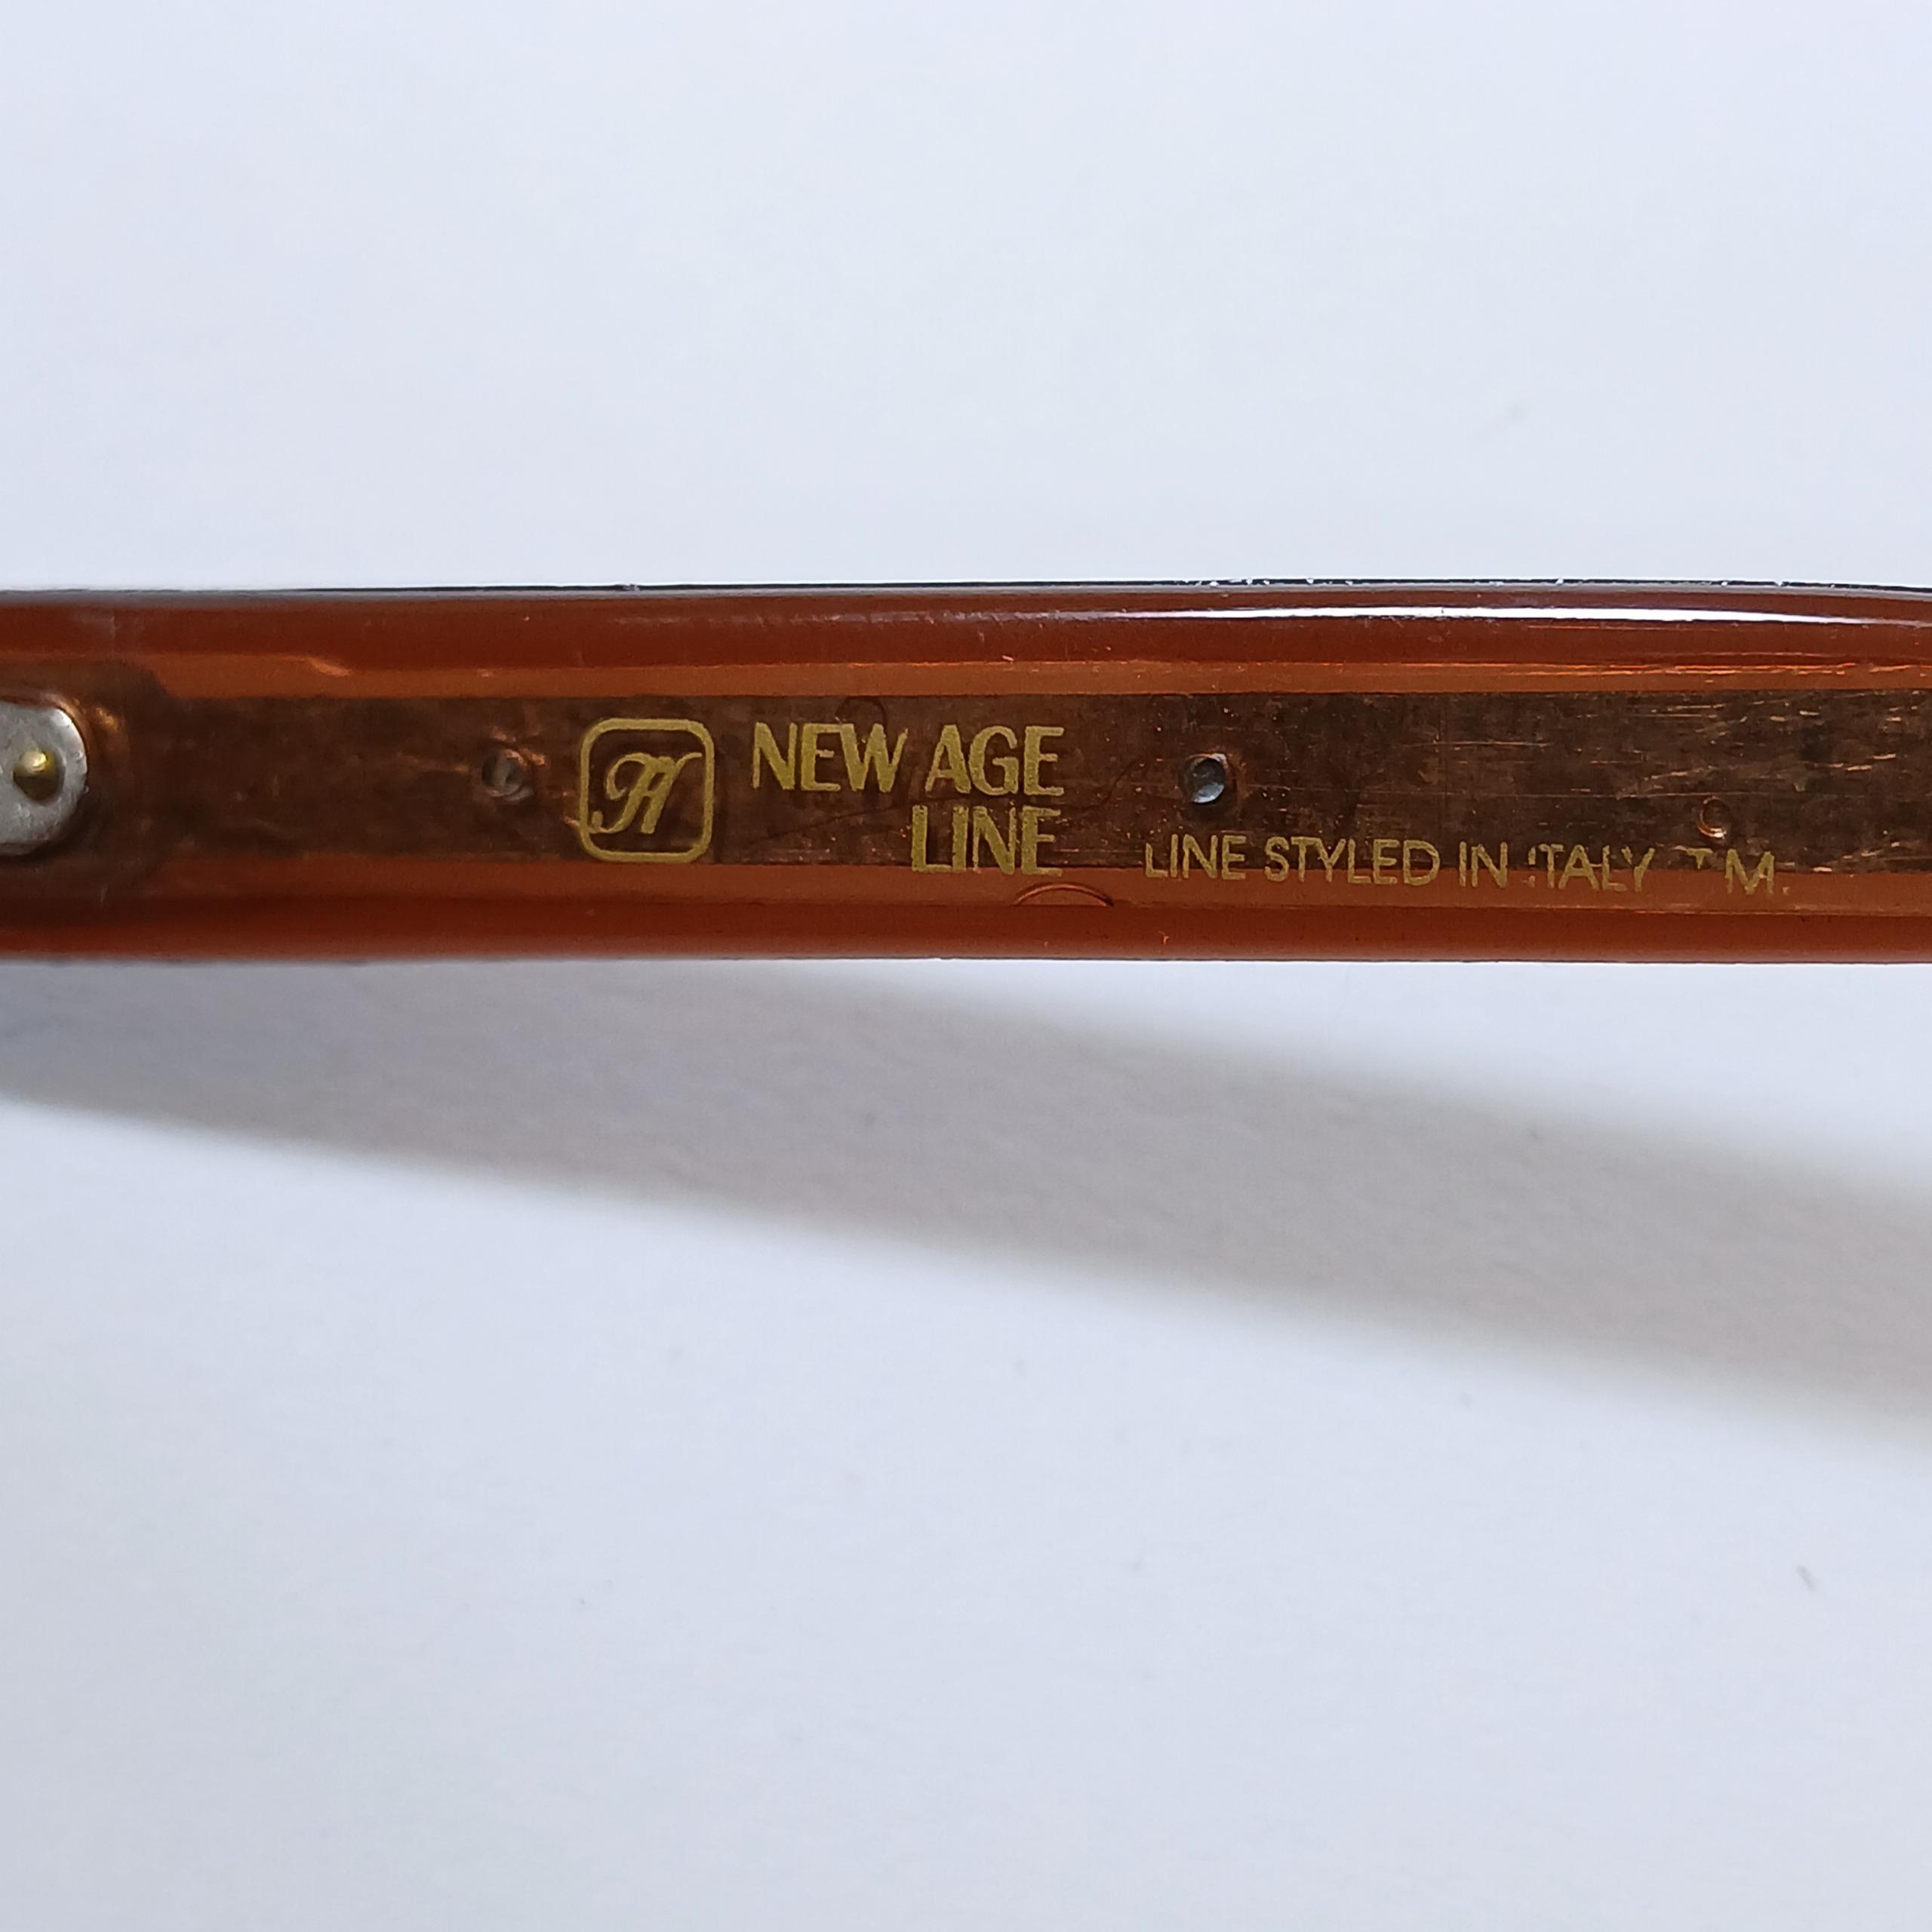 NEW AGE
LINE
LINE STYLED IN ITALY T.M.